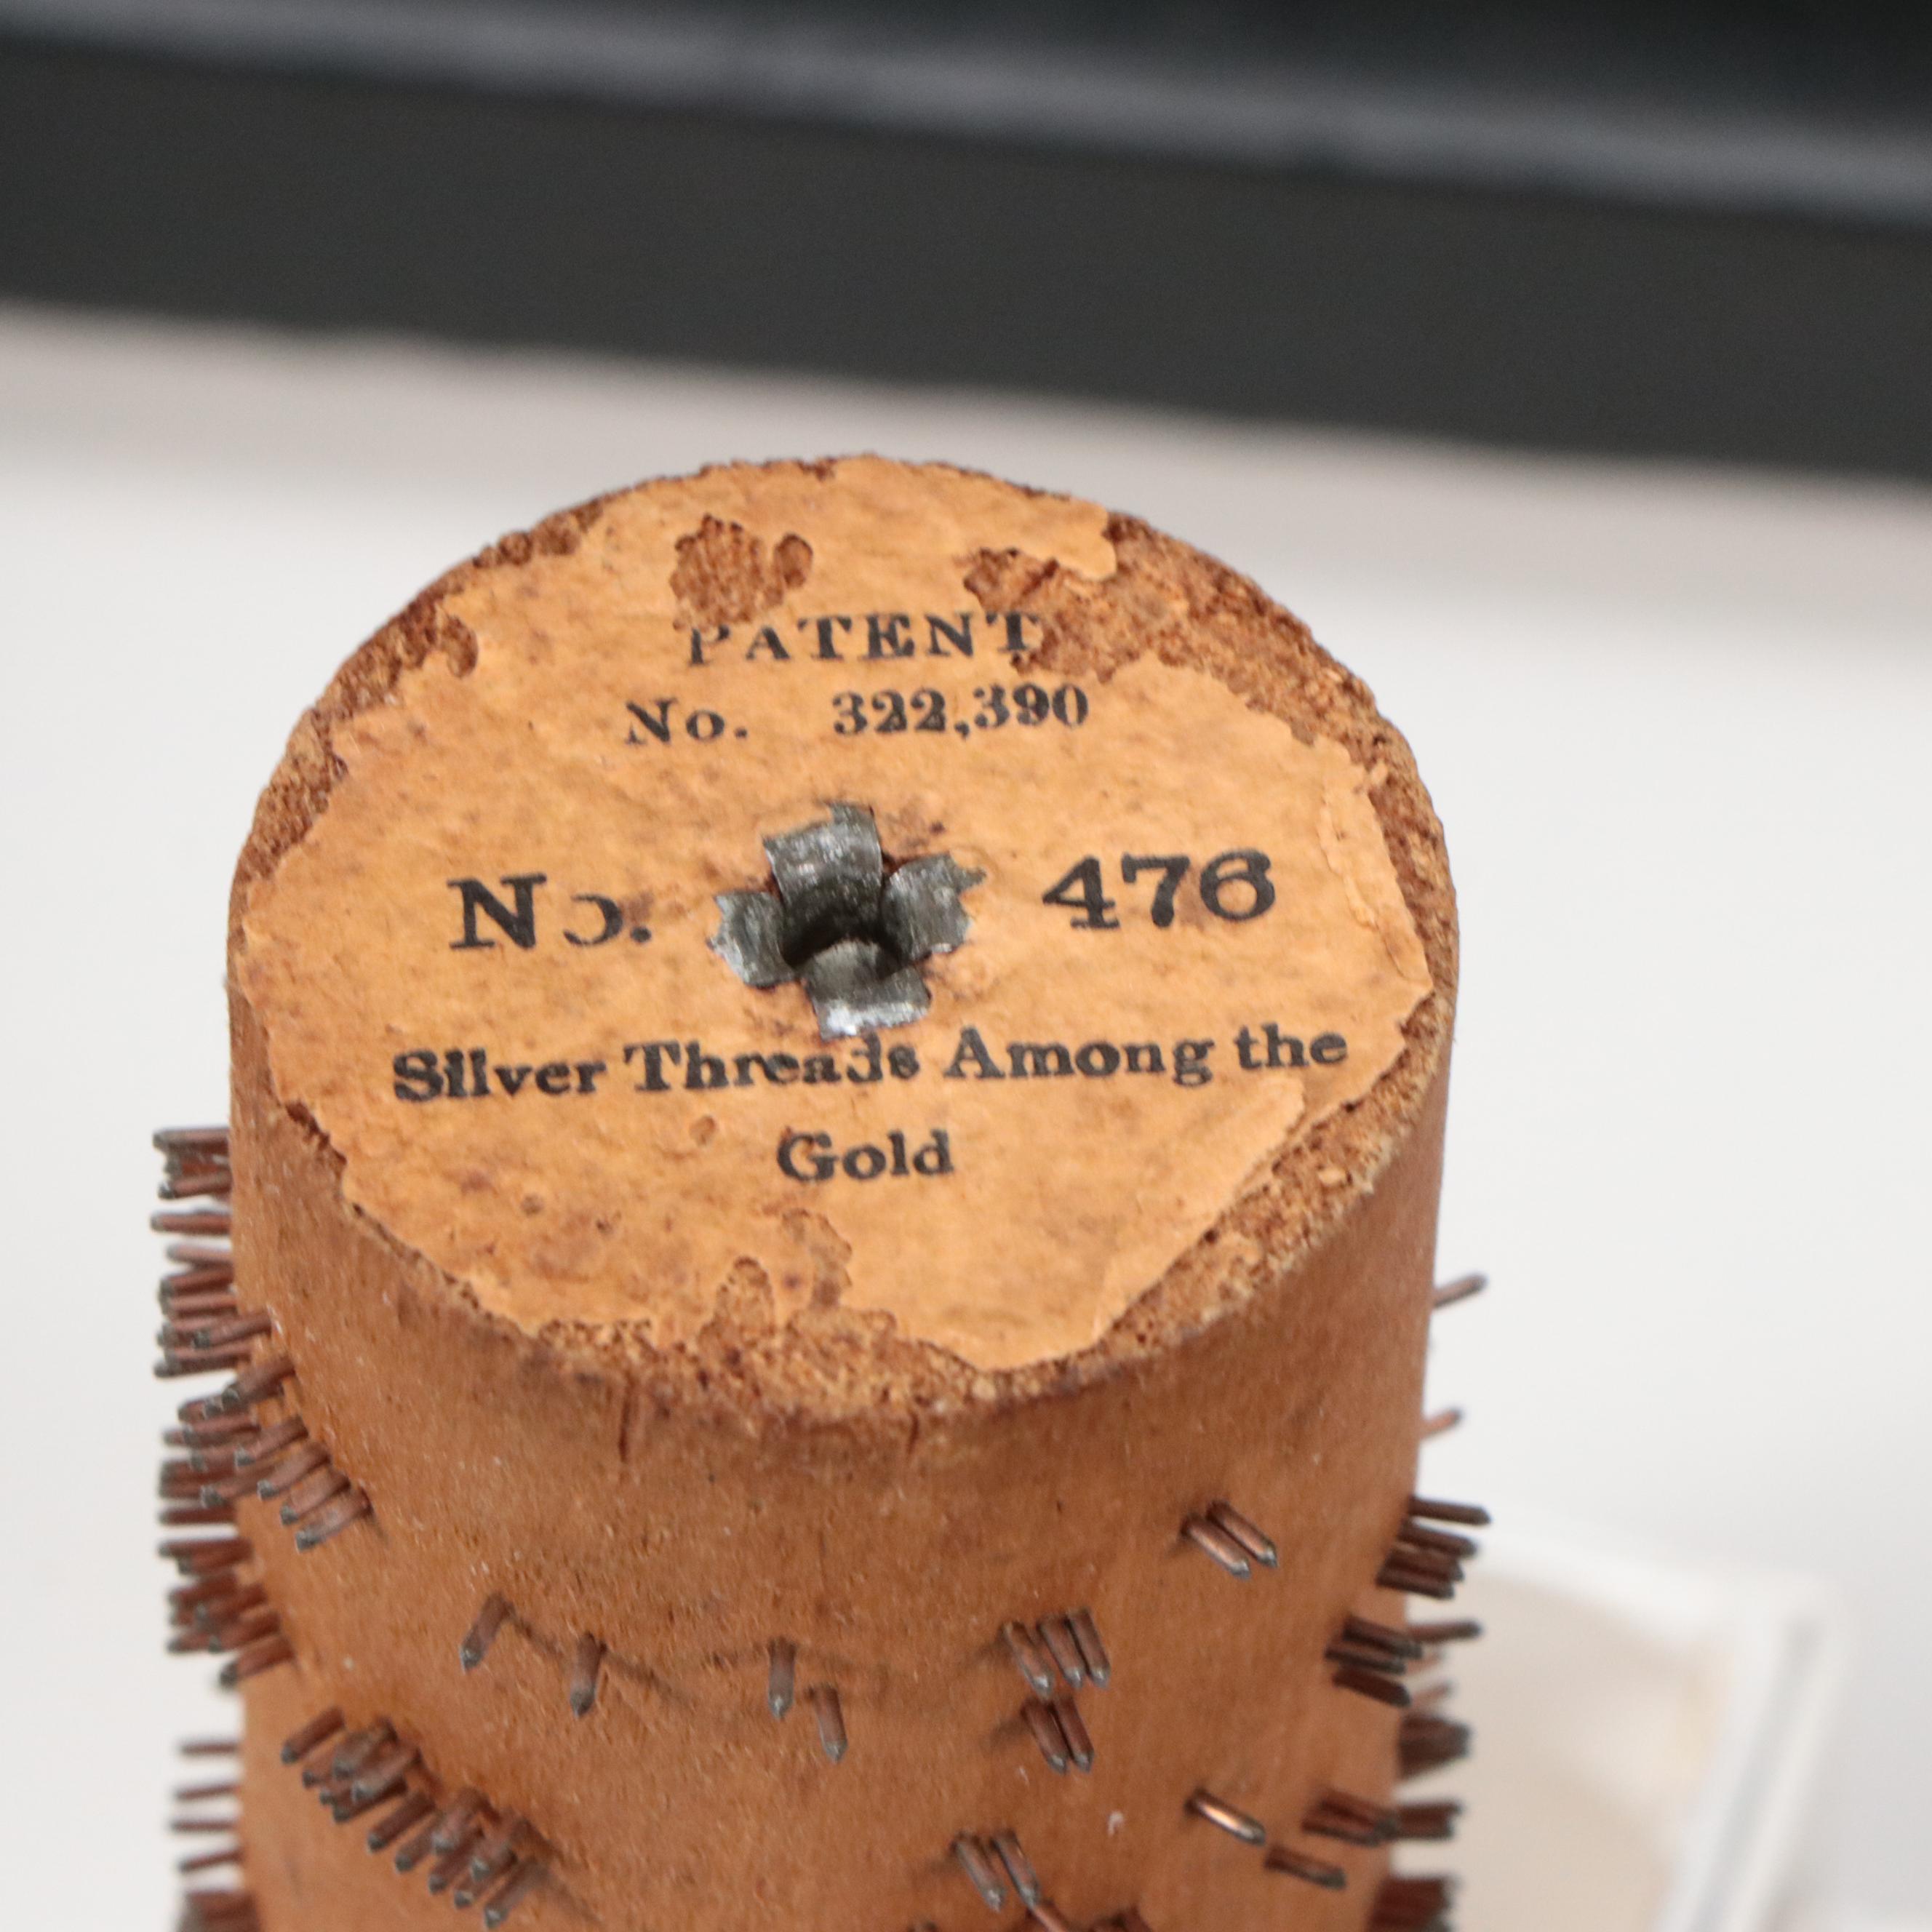 PATENT
No. 322,390
No. 476
Silver Threads Among the
Gold